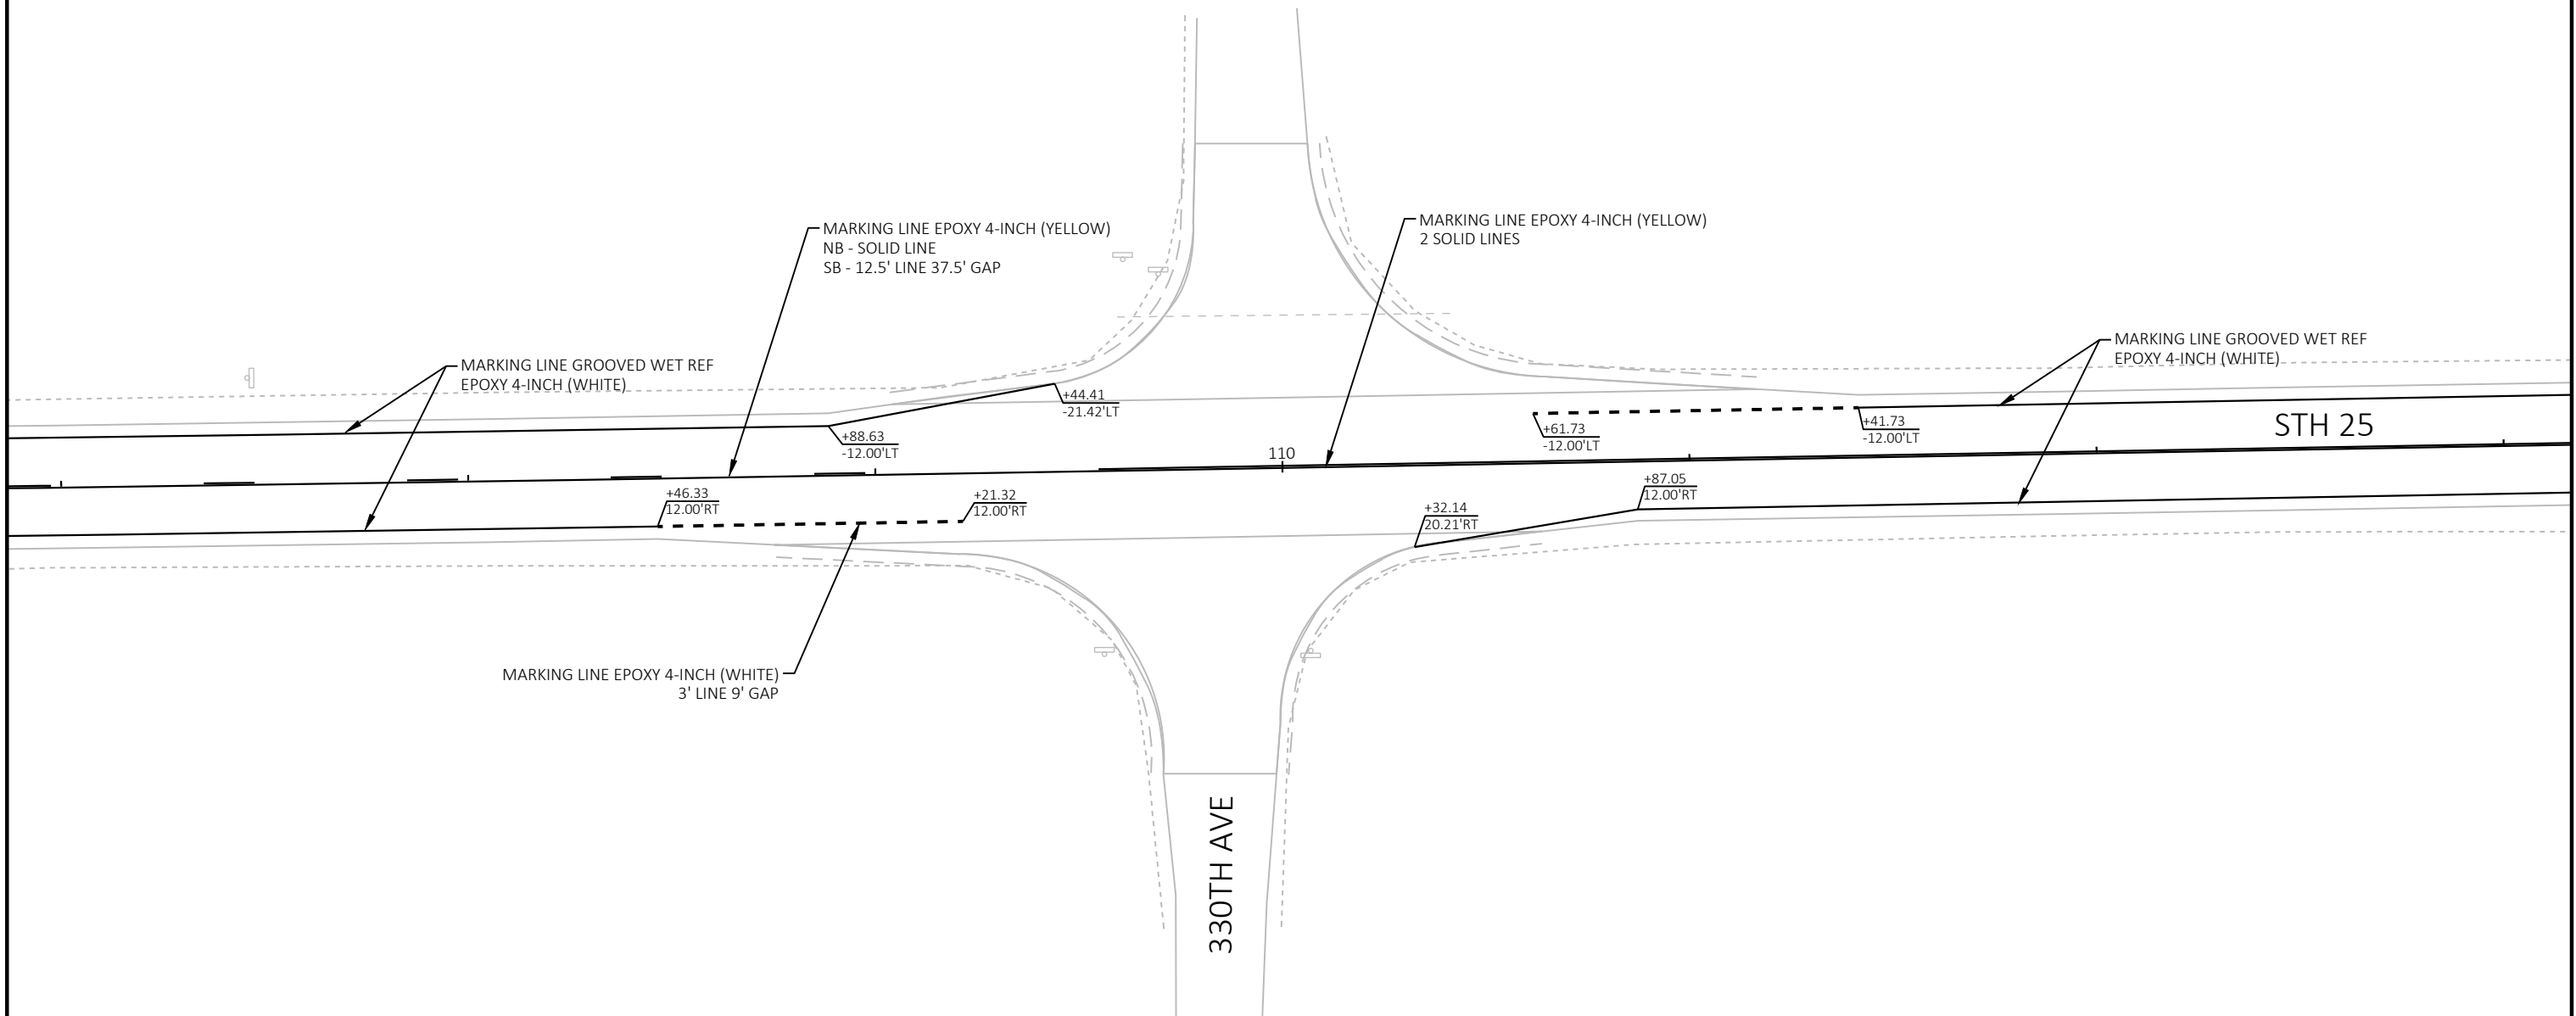 MARKING LINE EPOXY 4-INCH (YELLOW)
NB - SOLID LINE
SB - 12.5' LINE 37.5' GAP
MARKING LINE EPOXY 4-INCH (YELLOW)
2 SOLID LINES
MARKING LINE GROOVED WET REF
EPOXY 4-INCH (WHITE)
MARKING LINE GROOVED WET REF
EPOXY 4-INCH (WHITE)
+44.41
-21.42'LT
+88.63
-12.00'LT
+61.73
-12.00'LT
+41.73
-12.00'LT
STH 25
110
+46.33
12.00'RT
+21.32
12.00'RT
+87.05
12.00'RT
+32.14
20.21'RT
MARKING LINE EPOXY 4-INCH (WHITE)
3' LINE 9' GAP
330TH AVE